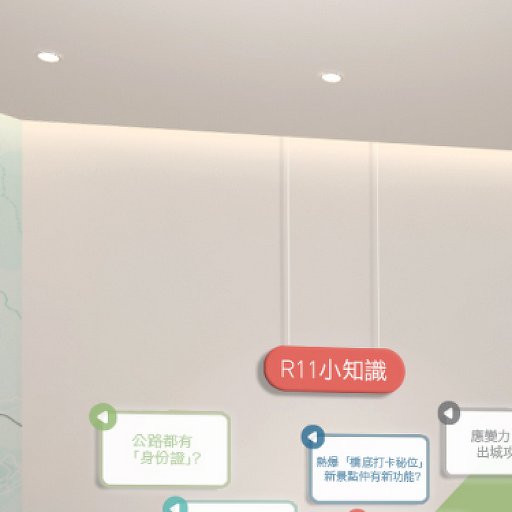 R11小知識
公路都有
「身份證」？
熱爆「橋底打卡秘位」
新景點仲有新功能？
應變力
出城攻